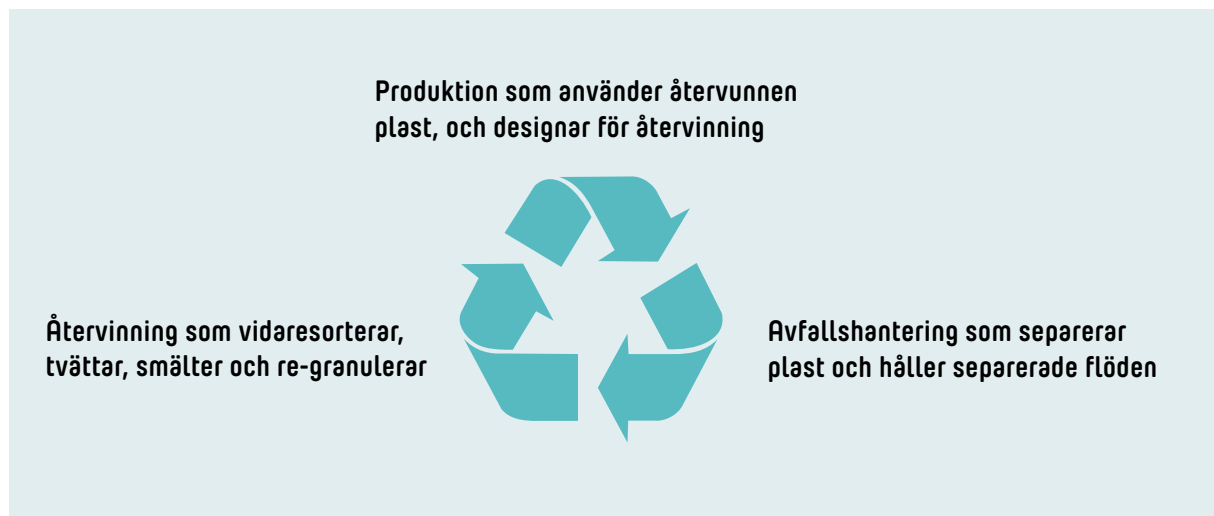 Produktion som använder återvunnen
plast, och designar för återvinning
Återvinning som vidaresorterar,
tvättar, smälter och re-granulerar
Avfallshantering som separerar
plast och håller separerade flöden